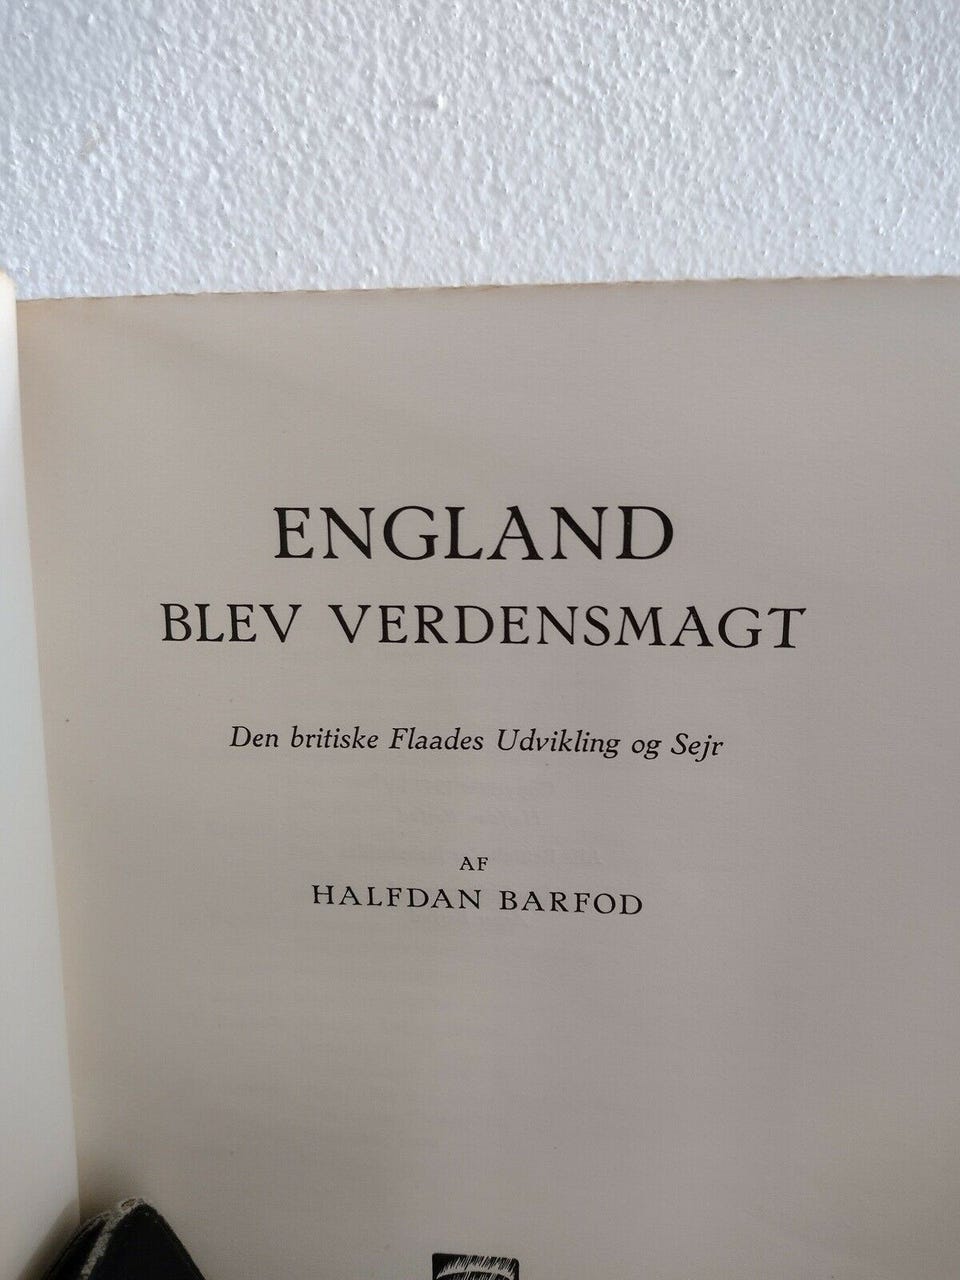 ENGLAND
BLEV VERDENSMAGT
Den britiske Flaades Udvikling og Sejr
AF
HALFDAN BARFOD